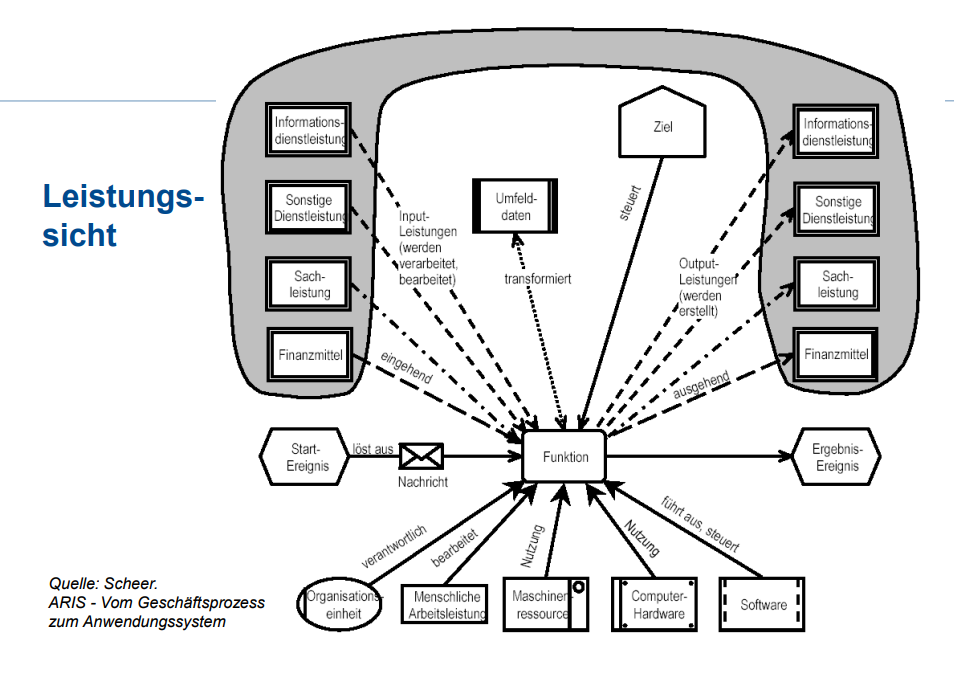 Leistungs-
sicht
Informations-
dienstleistung
Sonstige
Dienstleistung
Sach-
leistung
Finanzmittel
Input-
Leistungen
(werden
verarbeitet,
bearbeitet)
eingehend
Umfeld-
daten
transformiert
Ziel
steuert
Output-
Leistungen
(werden
erstellt)
ausgehend
Informations-
dienstleistung
Sonstige
Dienstleistung
Sach-
leistung
Finanzmittel
Start-
Ereignis
löst aus
Nachricht
Funktion
Ergebnis-
Ereignis
verantwortlich
bearbeitet
Nutzung
Nutzung
führt aus, steuert
Organisations-
einheit
Menschliche
Arbeitsleistung
Maschinen-
ressource
Computer-
Hardware
Software
Quelle: Scheer.
ARIS - Vom Geschäftsprozess
zum Anwendungssystem